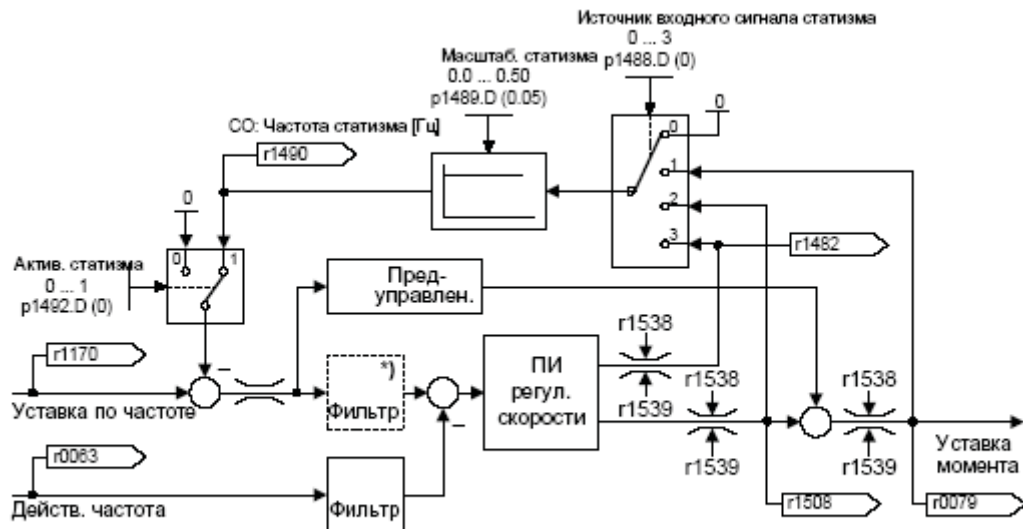 Источник входного сигнала статизма
0 ... 3
p1488.D (0)
Масштаб. статизма
0.0 ... 0.50
p1489.D (0.05)
0
СО: Частота статизма [Гц]
r1490
0
1
2
3
r1482
0
0
1
Актив. статизма
0 ... 1
p1492.D (0)
Пред-
управлен.
r1170
Уставка по частоте
*)
Фильтр
ПИ
регул.
скорости
r1538
r1539
r1538
r1539
r1538
r1539
Уставка
момента
r0063
Действ. частота
Фильтр
r1508
r0079